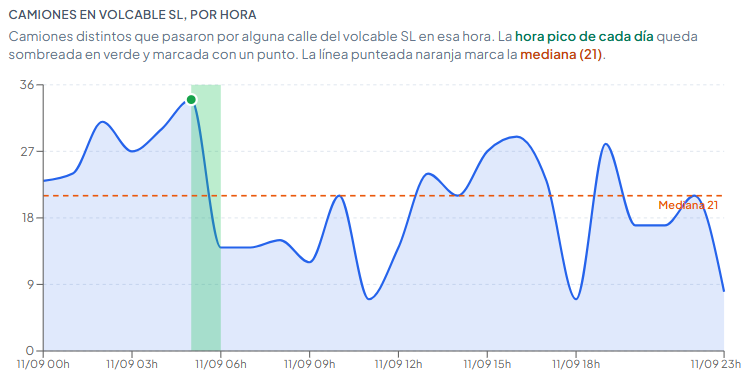 CAMIONES EN VOLCABLE SL, POR HORA
Camiones distintos que pasaron por alguna calle del volcable SL en esa hora. La hora pico de cada día queda
sombreada en verde y marcada con un punto. La línea punteada naranja marca la mediana (21).
36
27
18
9
0
Mediana 21
11/09 00h 11/09 03h 11/09 06h 11/09 09h 11/09 12h 11/09 15h 11/09 18h 11/09 23h